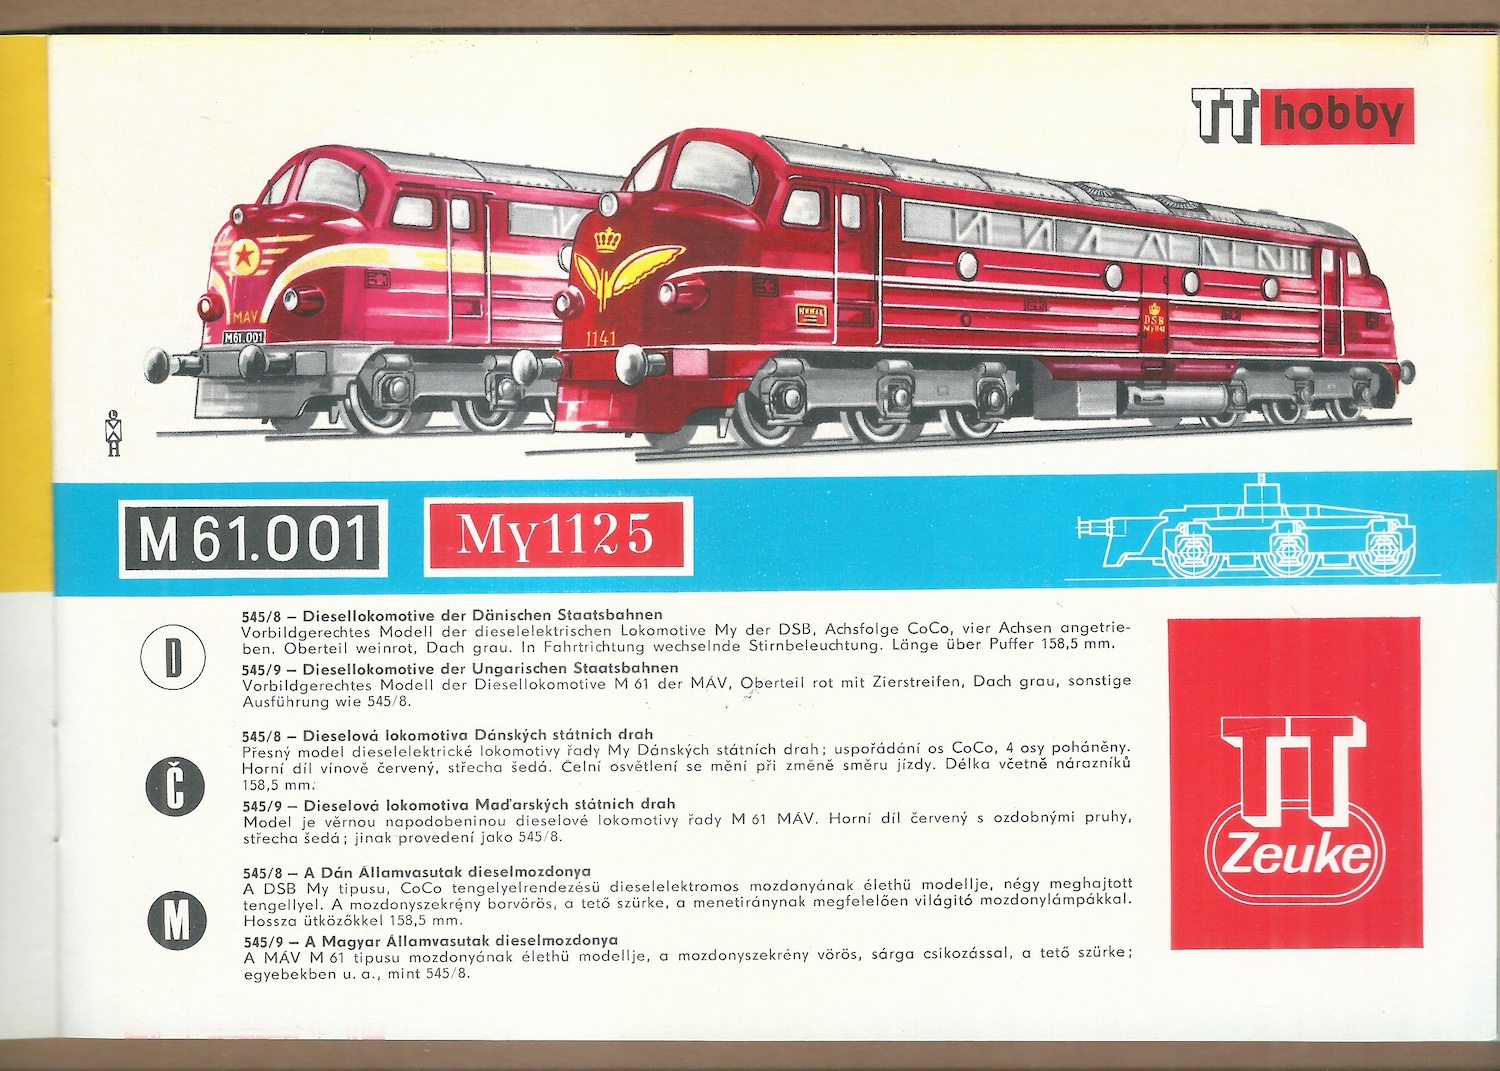 TT hobby
MÁV
M61.001
1141
DSB
My 1141
M 61.001
My 1125
D
545/8 – Diesellokomotive der Dänischen Staatsbahnen
Vorbildgerechtes Modell der dieselelektrischen Lokomotive My der DSB, Achsfolge CoCo, vier Achsen angetrie-
ben. Oberteil weinrot, Dach grau. In Fahrtrichtung wechselnde Stirnbeleuchtung. Länge über Puffer 158,5 mm.
545/9 – Diesellokomotive der Ungarischen Staatsbahnen
Vorbildgerechtes Modell der Diesellokomotive M 61 der MÁV, Oberteil rot mit Zierstreifen, Dach grau, sonstige
Ausführung wie 545/8.
Č
545/8 – Dieselová lokomotiva Dánských státních drah
Přesný model dieselelektrické lokomotivy řady My Dánských státních drah; uspořádání os CoCo, 4 osy poháněny.
Horní díl vínově červený, střecha šedá. Čelní osvětlení se mění při změně směru jízdy. Délka včetně nárazníků
158,5 mm.
545/9 – Dieselová lokomotiva Maďarských státních drah
Model je věrnou napodobeninou dieselové lokomotivy řady M 61 MÁV. Horní díl červený s ozdobnými pruhy,
střecha šedá; jinak provedení jako 545/8.
M
545/8 – A Dán Államvasutak dieselmozdonya
A DSB My tipusu, CoCo tengelyelrendezésü dieselelektromos mozdonyának élethü modellje, négy meghajtott
tengellyel. A mozdonyszekrény borvörös, a tető szürke, a menetiránynak megfelelően világitó mozdonylámpákkal.
Hossza ütközőkkel 158,5 mm.
545/9 – A Magyar Államvasutak dieselmozdonya
A MÁV M 61 tipusu mozdonyának élethü modellje, a mozdonyszekrény vörös, sárga csikozással, a tető szürke;
egyebekben u. a., mint 545/8.
TT
Zeuke